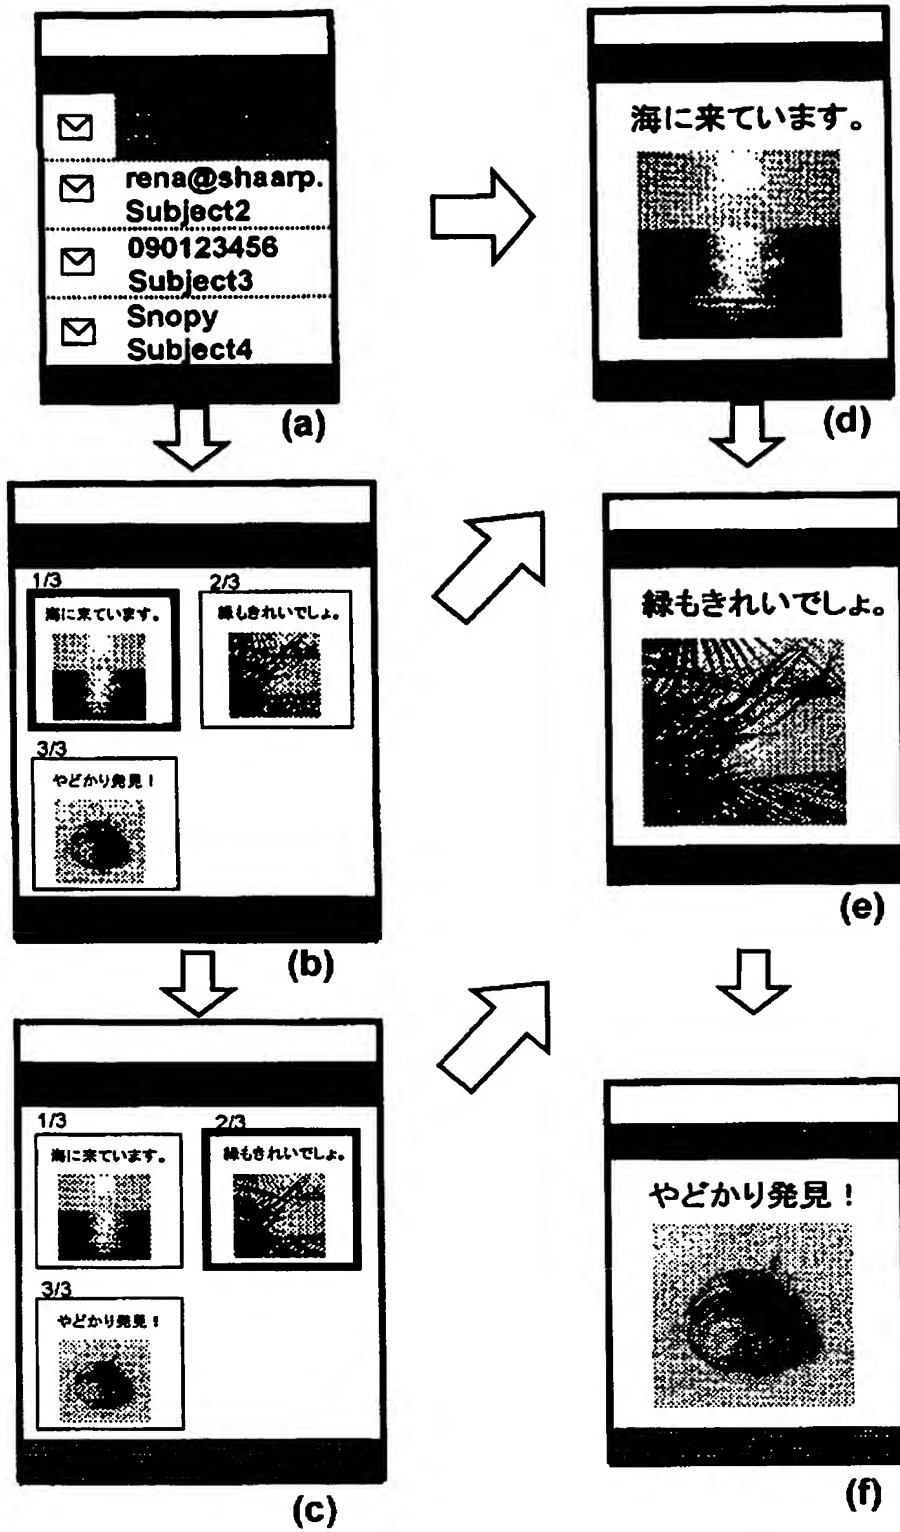 rena@shaarp.
Subject2
090123456
Subject3
Snopy
Subject4
(a)
海に来ています。
(d)
1/3
海に来ています。
2/3
緑もきれいでしょ。
3/3
やどかり発見！
(b)
緑もきれいでしょ。
(e)
1/3
海に来ています。
2/3
緑もきれいでしょ。
3/3
やどかり発見！
(c)
やどかり発見！
(f)